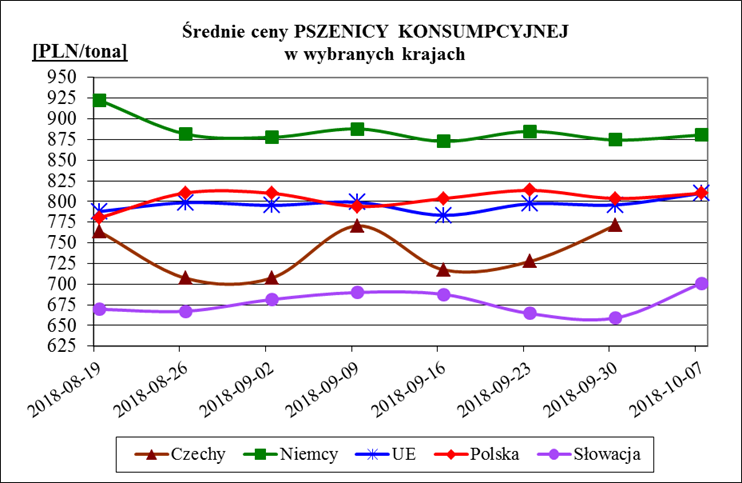 Średnie ceny PSZENICY KONSUMPCYJNEJ
w wybranych krajach
[PLN/tona]
950
925
900
875
850
825
800
775
750
725
700
675
650
625
2018-08-19
2018-08-26
2018-09-02
2018-09-09
2018-09-16
2018-09-23
2018-09-30
2018-10-07
Czechy
Niemcy
UE
Polska
Słowacja